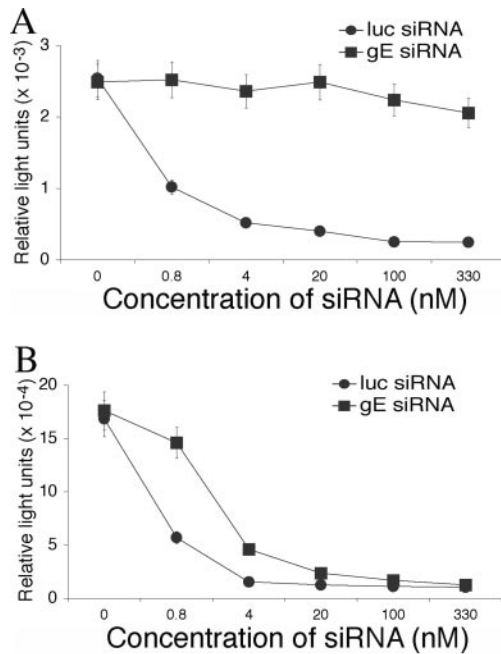 A
luc siRNA
gE siRNA
Relative light units (x 10-3)
3
2
1
0
0 0.8 4 20 100 330
Concentration of siRNA (nM)
B
luc siRNA
gE siRNA
Relative light units (x 10-4)
20
15
10
5
0
0 0.8 4 20 100 330
Concentration of siRNA (nM)